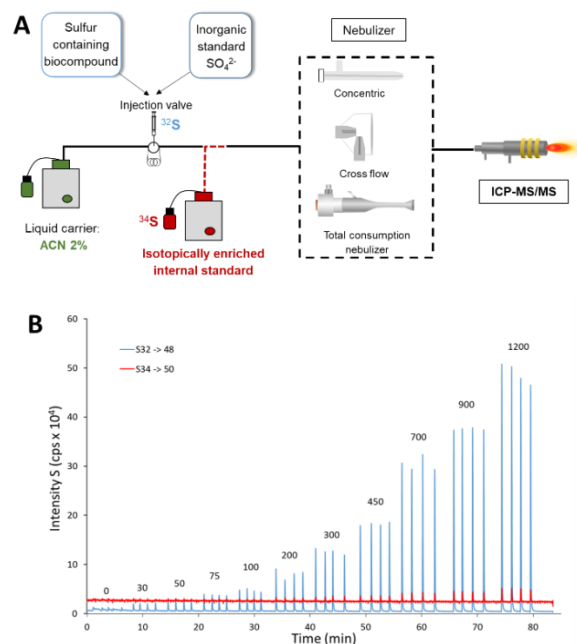 A
Sulfur
containing
biocompound
Inorganic
standard
SO₄²⁻
Nebulizer
Injection valve
³²S
Concentric
Cross flow
ICP-MS/MS
³⁴S
Liquid carrier:
ACN 2%
Isotopically enriched
internal standard
Total consumption
nebulizer
B
60
50
40
30
20
10
0
Intensity S (cps x 10⁴)
S32 -> 48
S34 -> 50
0
30
50
75
100
200
300
450
700
900
1200
0 10 20 30 40 50 60 70 80
Time (min)